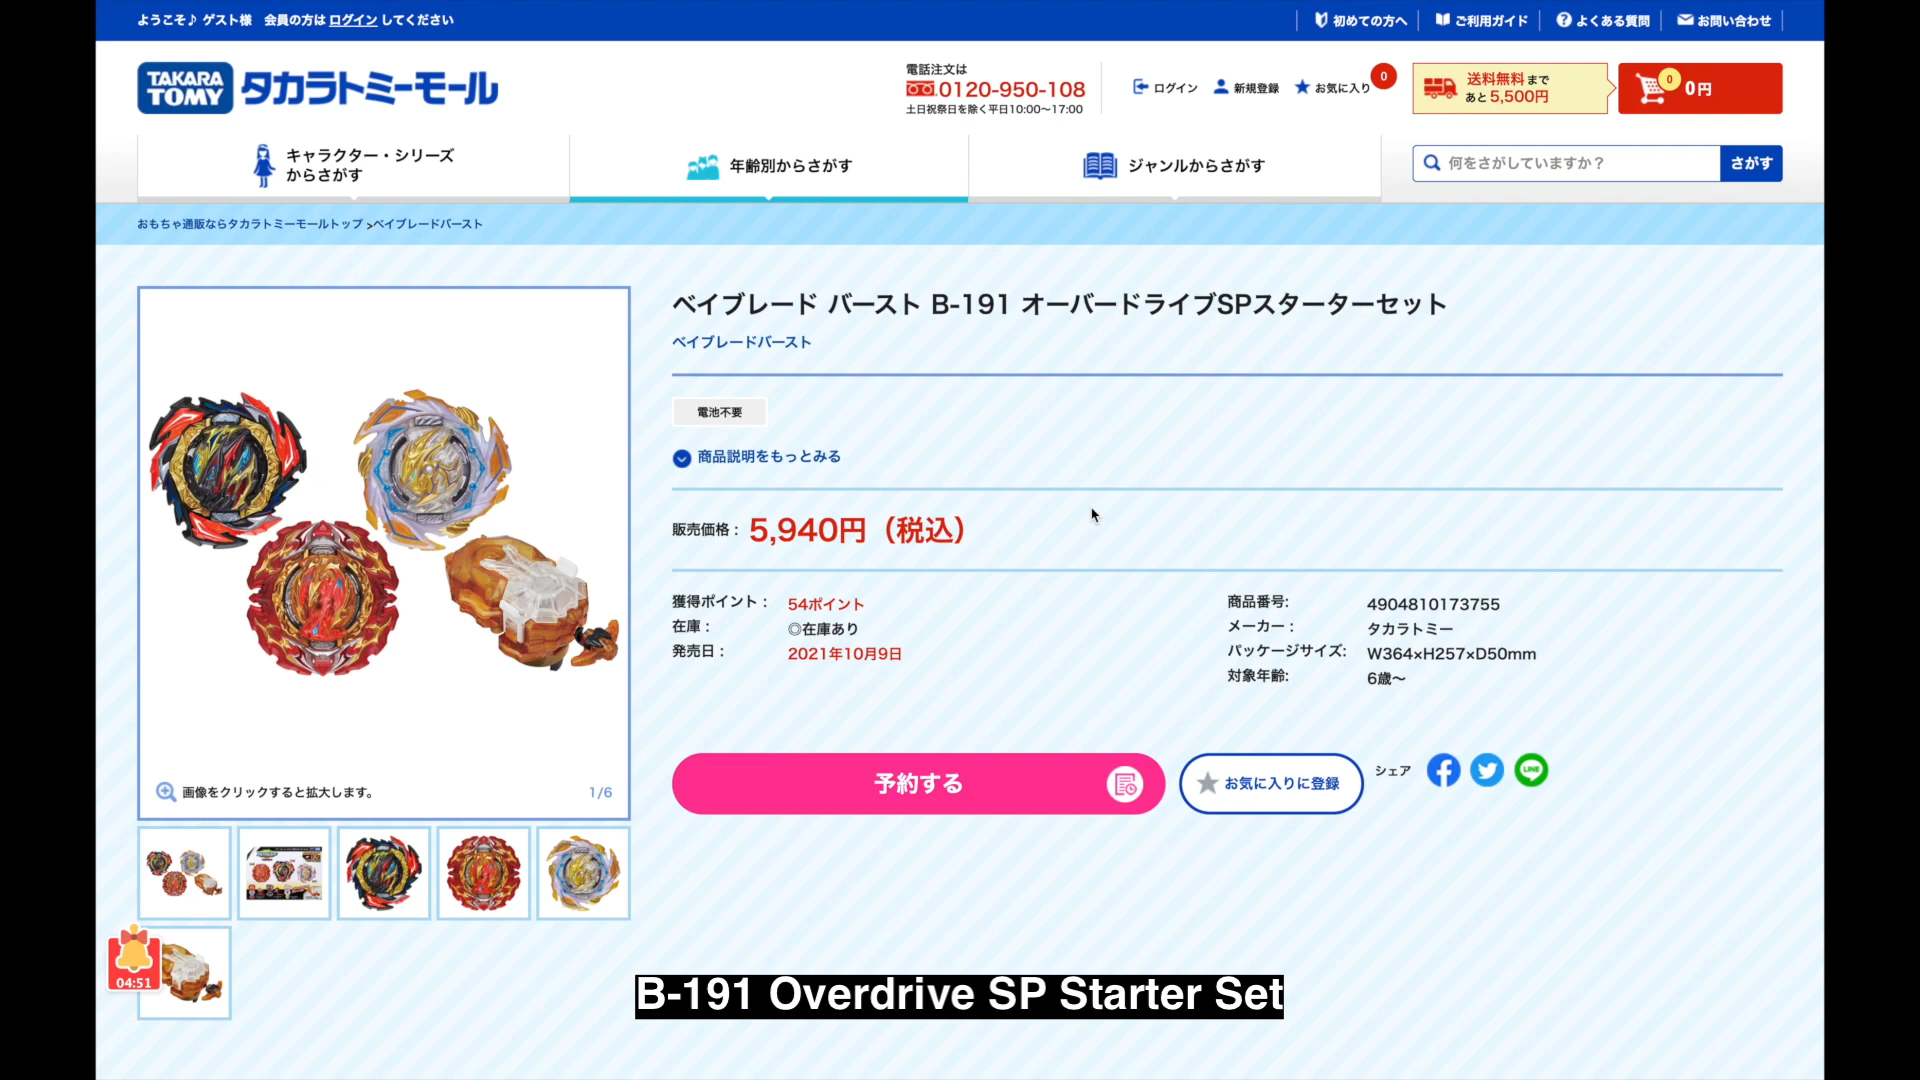 ようこそ♪ ゲスト様　会員の方は ログイン してください
初めての方へ
ご利用ガイド
よくある質問
お問い合わせ
TAKARA TOMY タカラトミーモール
電話注文は
0120-950-108
土日祝祭日を除く平日10:00〜17:00
ログイン
新規登録
お気に入り
0
送料無料 まで
あと 5,500円
0
0円
キャラクター・シリーズ
からさがす
年齢別からさがす
ジャンルからさがす
何をさがしていますか？
さがす
おもちゃ通販ならタカラトミーモールトップ >ベイブレードバースト
ベイブレード バースト B-191 オーバードライブSPスターターセット
ベイブレードバースト
電池不要
商品説明をもっとみる
販売価格： 5,940円（税込）
獲得ポイント： 54ポイント
在庫： ◎在庫あり
発売日： 2021年10月9日
商品番号: 4904810173755
メーカー： タカラトミー
パッケージサイズ: W364×H257×D50mm
対象年齢: 6歳〜
予約する
お気に入りに登録
シェア
LINE
画像をクリックすると拡大します。
1/6
04:51
B-191 Overdrive SP Starter Set